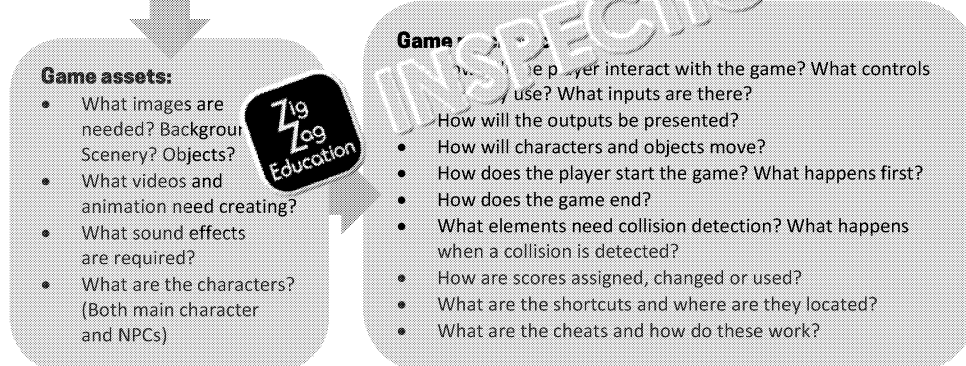 Game assets:
• What images are
needed?
Scenery? Objects?
• What videos and
animation need creating?
• What sound effects
are required?
• What are the characters?
(Both main character
and NPCs)
Zig
Zag
Education
INSPECTI
Game
player interact with the game? What controls
use? What inputs are there?
How will the outputs be presented?
• How will characters and objects move?
• How does the player start the game? What happens first?
• How does the game end?
• What elements need collision detection? What happens
when a collision is detected?
• How are scores assigned, changed or used?
• What are the shortcuts and where are they located?
• What are the cheats and how do these work?